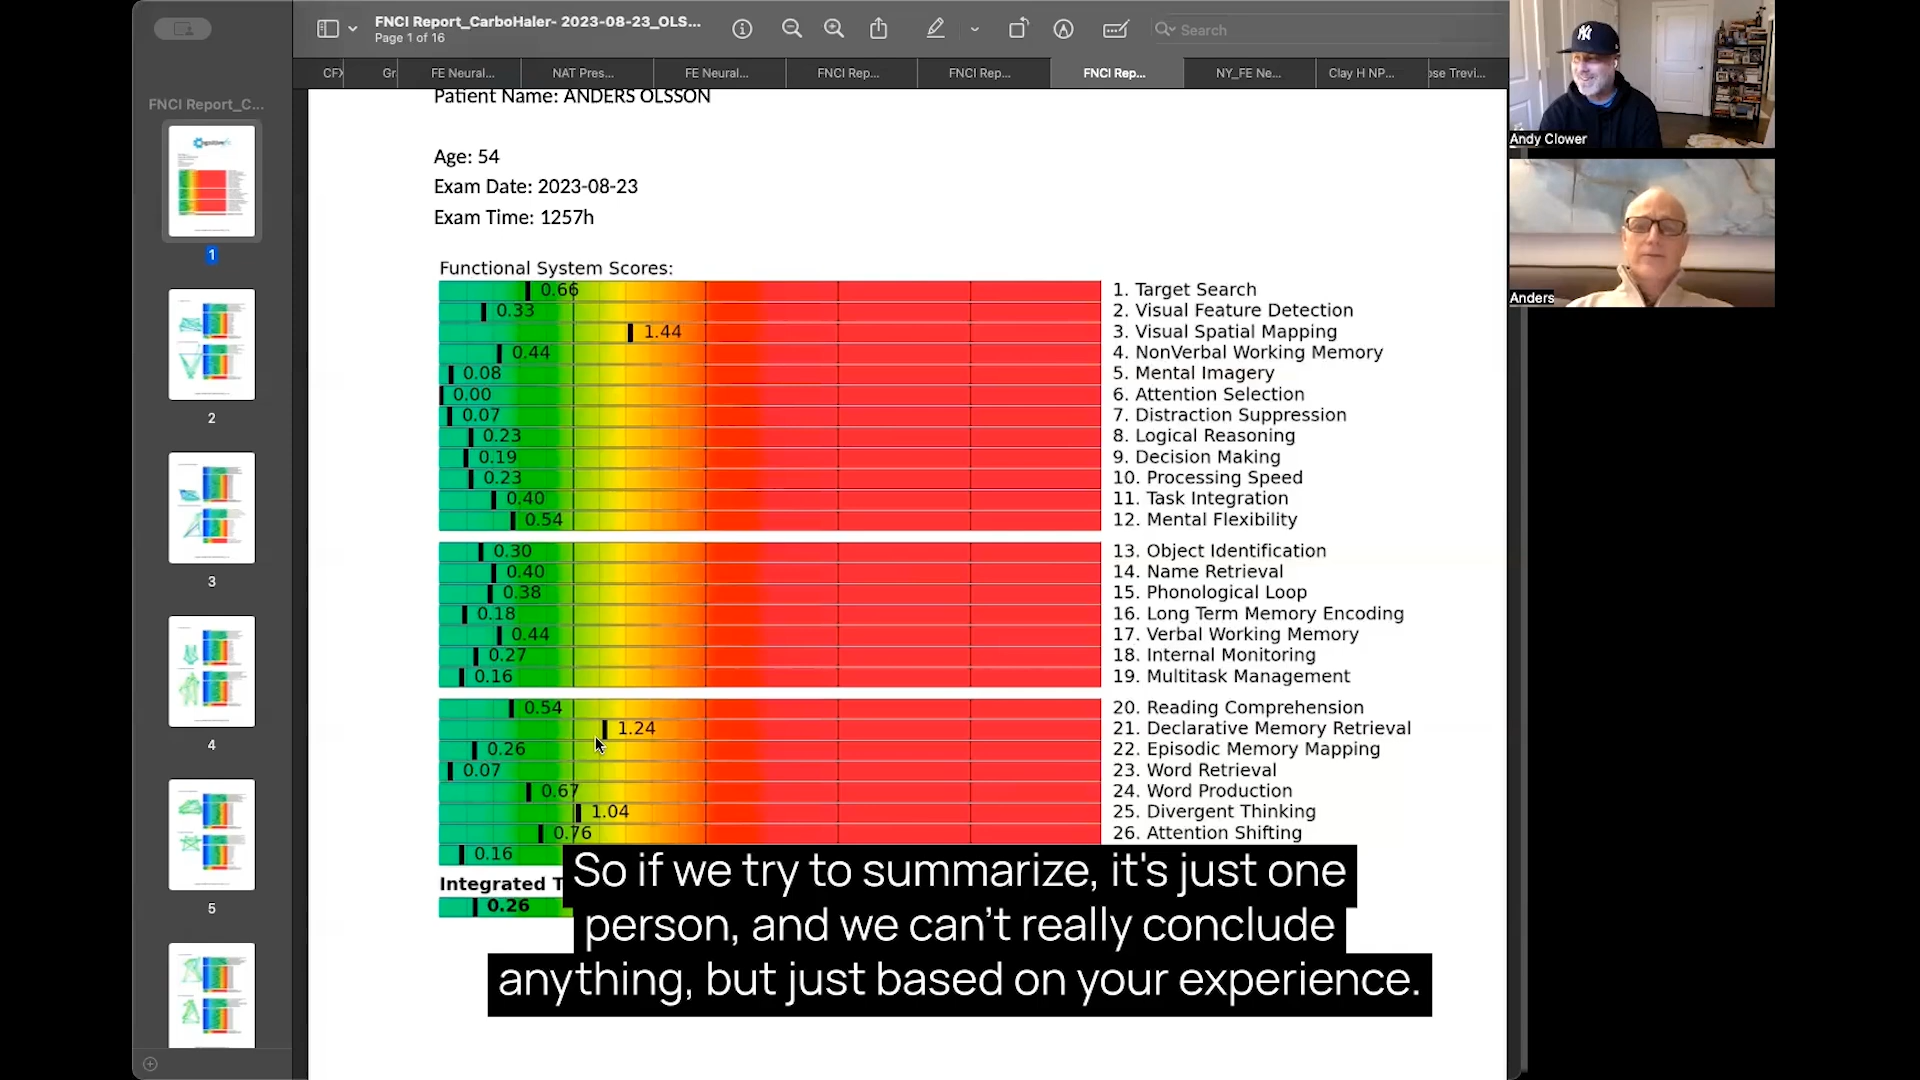 FNCI Report_CarboHaler- 2023-08-23_OLS...
Page 1 of 16
Search
CFX
Gr
FE Neural...
NAT Pres...
FE Neural...
FNCI Rep...
FNCI Rep...
FNCI Rep...
NY_FE Ne...
Clay H NP...
ose Trevi...
FNCI Report_C...
1
2
3
4
5
Patient Name: ANDERS OLSSON
Age: 54
Exam Date: 2023-08-23
Exam Time: 1257h
Functional System Scores:
0.66 1. Target Search
0.33 2. Visual Feature Detection
1.44 3. Visual Spatial Mapping
0.44 4. NonVerbal Working Memory
0.08 5. Mental Imagery
0.00 6. Attention Selection
0.07 7. Distraction Suppression
0.23 8. Logical Reasoning
0.19 9. Decision Making
0.23 10. Processing Speed
0.40 11. Task Integration
0.54 12. Mental Flexibility
0.30 13. Object Identification
0.40 14. Name Retrieval
0.38 15. Phonological Loop
0.18 16. Long Term Memory Encoding
0.44 17. Verbal Working Memory
0.27 18. Internal Monitoring
0.16 19. Multitask Management
0.54 20. Reading Comprehension
1.24 21. Declarative Memory Retrieval
0.26 22. Episodic Memory Mapping
0.07 23. Word Retrieval
0.67 24. Word Production
1.04 25. Divergent Thinking
0.76 26. Attention Shifting
0.16
Integrated T
0.26
So if we try to summarize, it's just one
person, and we can't really conclude
anything, but just based on your experience.
Andy Clower
Anders